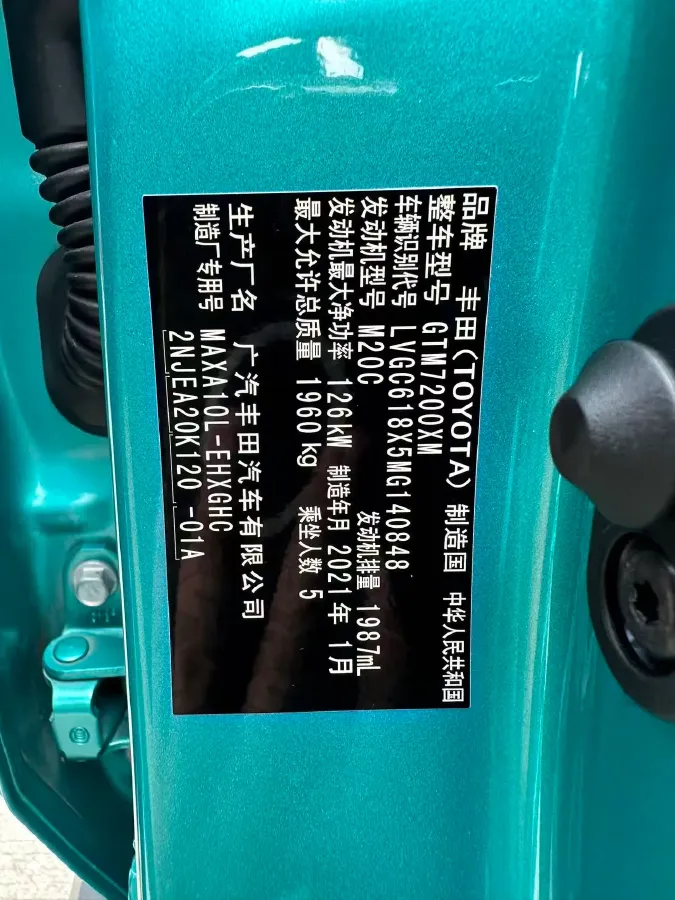 品牌 丰田(TOYOTA) 制造国 中华人民共和国
整车型号 GTM7200XM
车辆识别代号 LVGC618X5MG140848
发动机型号 M20C 发动机排量 1987mL
发动机最大净功率 126kW 制造年月 2021年 1月
最大允许总质量 1960 kg 乘坐人数 5
生产厂名 广汽丰田汽车有限公司
制造厂专用号 MAXA10L-EHXGHC
2NJEA20K120 -01A